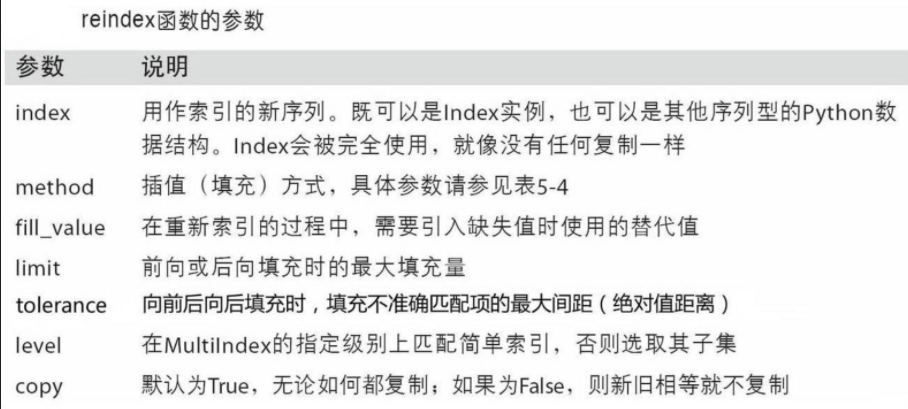 reindex函数的参数
参数 说明
index 用作索引的新序列。既可以是Index实例，也可以是其他序列型的Python数
据结构。Index会被完全使用，就像没有任何复制一样
method 插值（填充）方式，具体参数请参见表5-4
fill_value 在重新索引的过程中，需要引入缺失值时使用的替代值
limit 前向或后向填充时的最大填充量
tolerance 向前后向后填充时，填充不准确匹配项的最大间距（绝对值距离）
level 在MultiIndex的指定级别上匹配简单索引，否则选取其子集
copy 默认为True，无论如何都复制；如果为False，则新旧相等就不复制